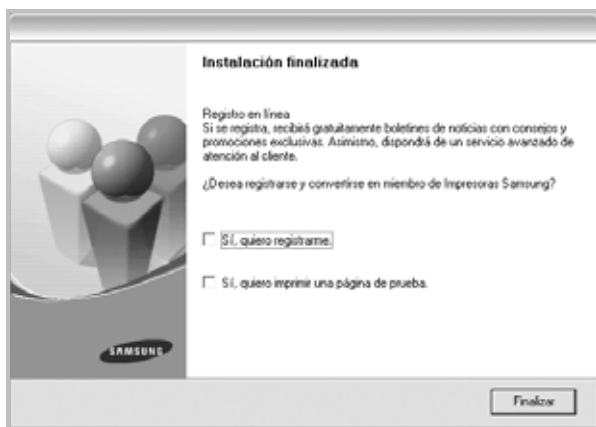 Instalación finalizada
Registro en línea
Si se registra, recibirá gratuitamente boletines de noticias con consejos y
promociones exclusivas. Asimismo, dispondrá de un servicio avanzado de
atención al cliente.
¿Desea registrarse y convertirse en miembro de Impresoras Samsung?
Sí, quiero registrarme.
Sí, quiero imprimir una página de prueba.
SAMSUNG
Finalizar